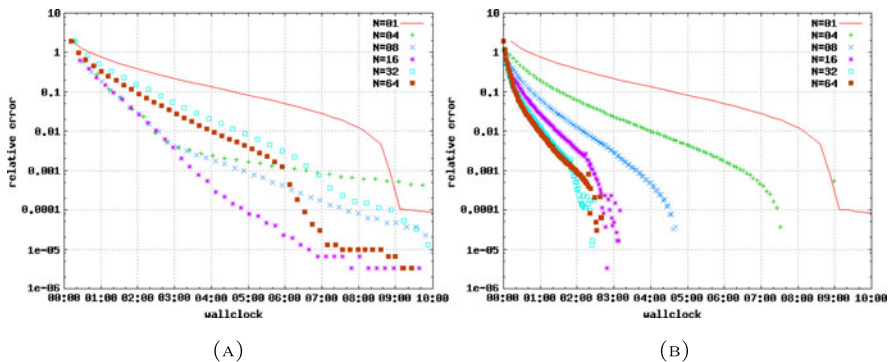 10
1
0.1
0.01
0.001
0.0001
1e-05
1e-06
relative error
00:00 01:00 02:00 03:00 04:00 05:00 06:00 07:00 08:00 09:00 10:00
wallclock
N=01
N=04
N=08
N=16
N=32
N=64
(A)
10
1
0.1
0.01
0.001
0.0001
1e-05
1e-06
relative error
00:00 01:00 02:00 03:00 04:00 05:00 06:00 07:00 08:00 09:00 10:00
wallclock
N=01
N=04
N=08
N=16
N=32
N=64
(B)